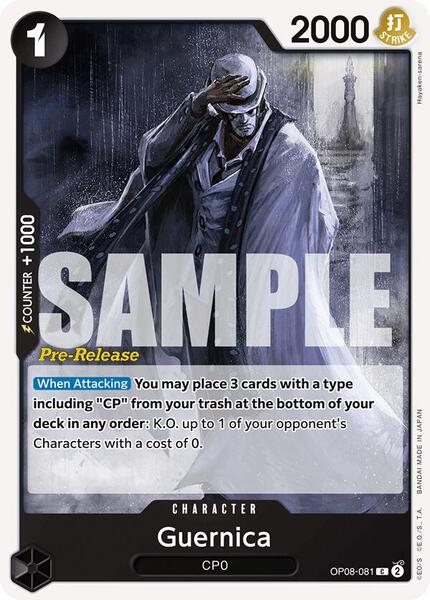 1
2000
打
STRIKE
Hayaken-sarena
COUNTER +1000
SAMPLE
Pre-Release
When Attacking You may place 3 cards with a type
including "CP" from your trash at the bottom of your
deck in any order: K.O. up to 1 of your opponent's
Characters with a cost of 0.
©E.O./S. ©E.O./S., T.A. BANDAI MADE IN JAPAN
CHARACTER
Guernica
CP0
OP08-081 C 2